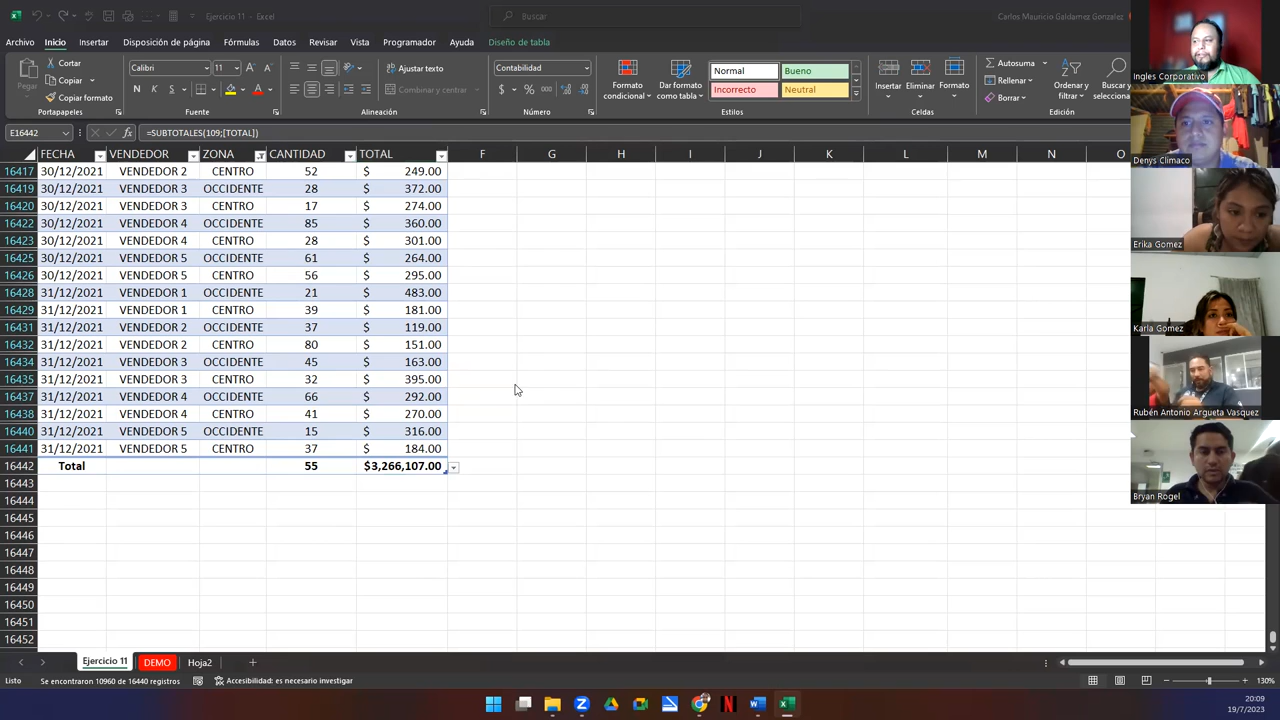 Ejercicio 11 - Excel
Buscar
Carlos Mauricio Galdamez Gonzalez
Archivo Inicio Insertar Disposición de página Fórmulas Datos Revisar Vista Programador Ayuda Diseño de tabla
Pegar
Cortar
Copiar
Copiar formato
Portapapeles
Calibri 11
N K S
Fuente
Ajustar texto
Combinar y centrar
Alineación
Contabilidad
$ % 000
Número
Formato condicional
Dar formato como tabla
Normal Bueno
Incorrecto Neutral
Estilos
Insertar Eliminar Formato
Celdas
Autosuma
Rellenar
Borrar
Ordenar y filtrar
Buscar y selecciona
Edición
E16442 fx =SUBTOTALES(109;[TOTAL])
FECHA VENDEDOR ZONA CANTIDAD TOTAL F G H I J K L M N O
16417 30/12/2021 VENDEDOR 2 CENTRO 52 $ 249.00
16419 30/12/2021 VENDEDOR 3 OCCIDENTE 28 $ 372.00
16420 30/12/2021 VENDEDOR 3 CENTRO 17 $ 274.00
16422 30/12/2021 VENDEDOR 4 OCCIDENTE 85 $ 360.00
16423 30/12/2021 VENDEDOR 4 CENTRO 28 $ 301.00
16425 30/12/2021 VENDEDOR 5 OCCIDENTE 61 $ 264.00
16426 30/12/2021 VENDEDOR 5 CENTRO 56 $ 295.00
16428 31/12/2021 VENDEDOR 1 OCCIDENTE 21 $ 483.00
16429 31/12/2021 VENDEDOR 1 CENTRO 39 $ 181.00
16431 31/12/2021 VENDEDOR 2 OCCIDENTE 37 $ 119.00
16432 31/12/2021 VENDEDOR 2 CENTRO 80 $ 151.00
16434 31/12/2021 VENDEDOR 3 OCCIDENTE 45 $ 163.00
16435 31/12/2021 VENDEDOR 3 CENTRO 32 $ 395.00
16437 31/12/2021 VENDEDOR 4 OCCIDENTE 66 $ 292.00
16438 31/12/2021 VENDEDOR 4 CENTRO 41 $ 270.00
16440 31/12/2021 VENDEDOR 5 OCCIDENTE 15 $ 316.00
16441 31/12/2021 VENDEDOR 5 CENTRO 37 $ 184.00
16442 Total 55 $3,266,107.00
16443
16444
16445
16446
16447
16448
16449
16450
16451
16452
Ejercicio 11 DEMO Hoja2
Listo Se encontraron 10960 de 16440 registros Accesibilidad: es necesario investigar 130%
20:09
19/7/2023
Ingles Corporativo
Denys Climaco
Erika Gomez
Karla Gomez
Rubén Antonio Argueta Vasquez
Bryan Rogel